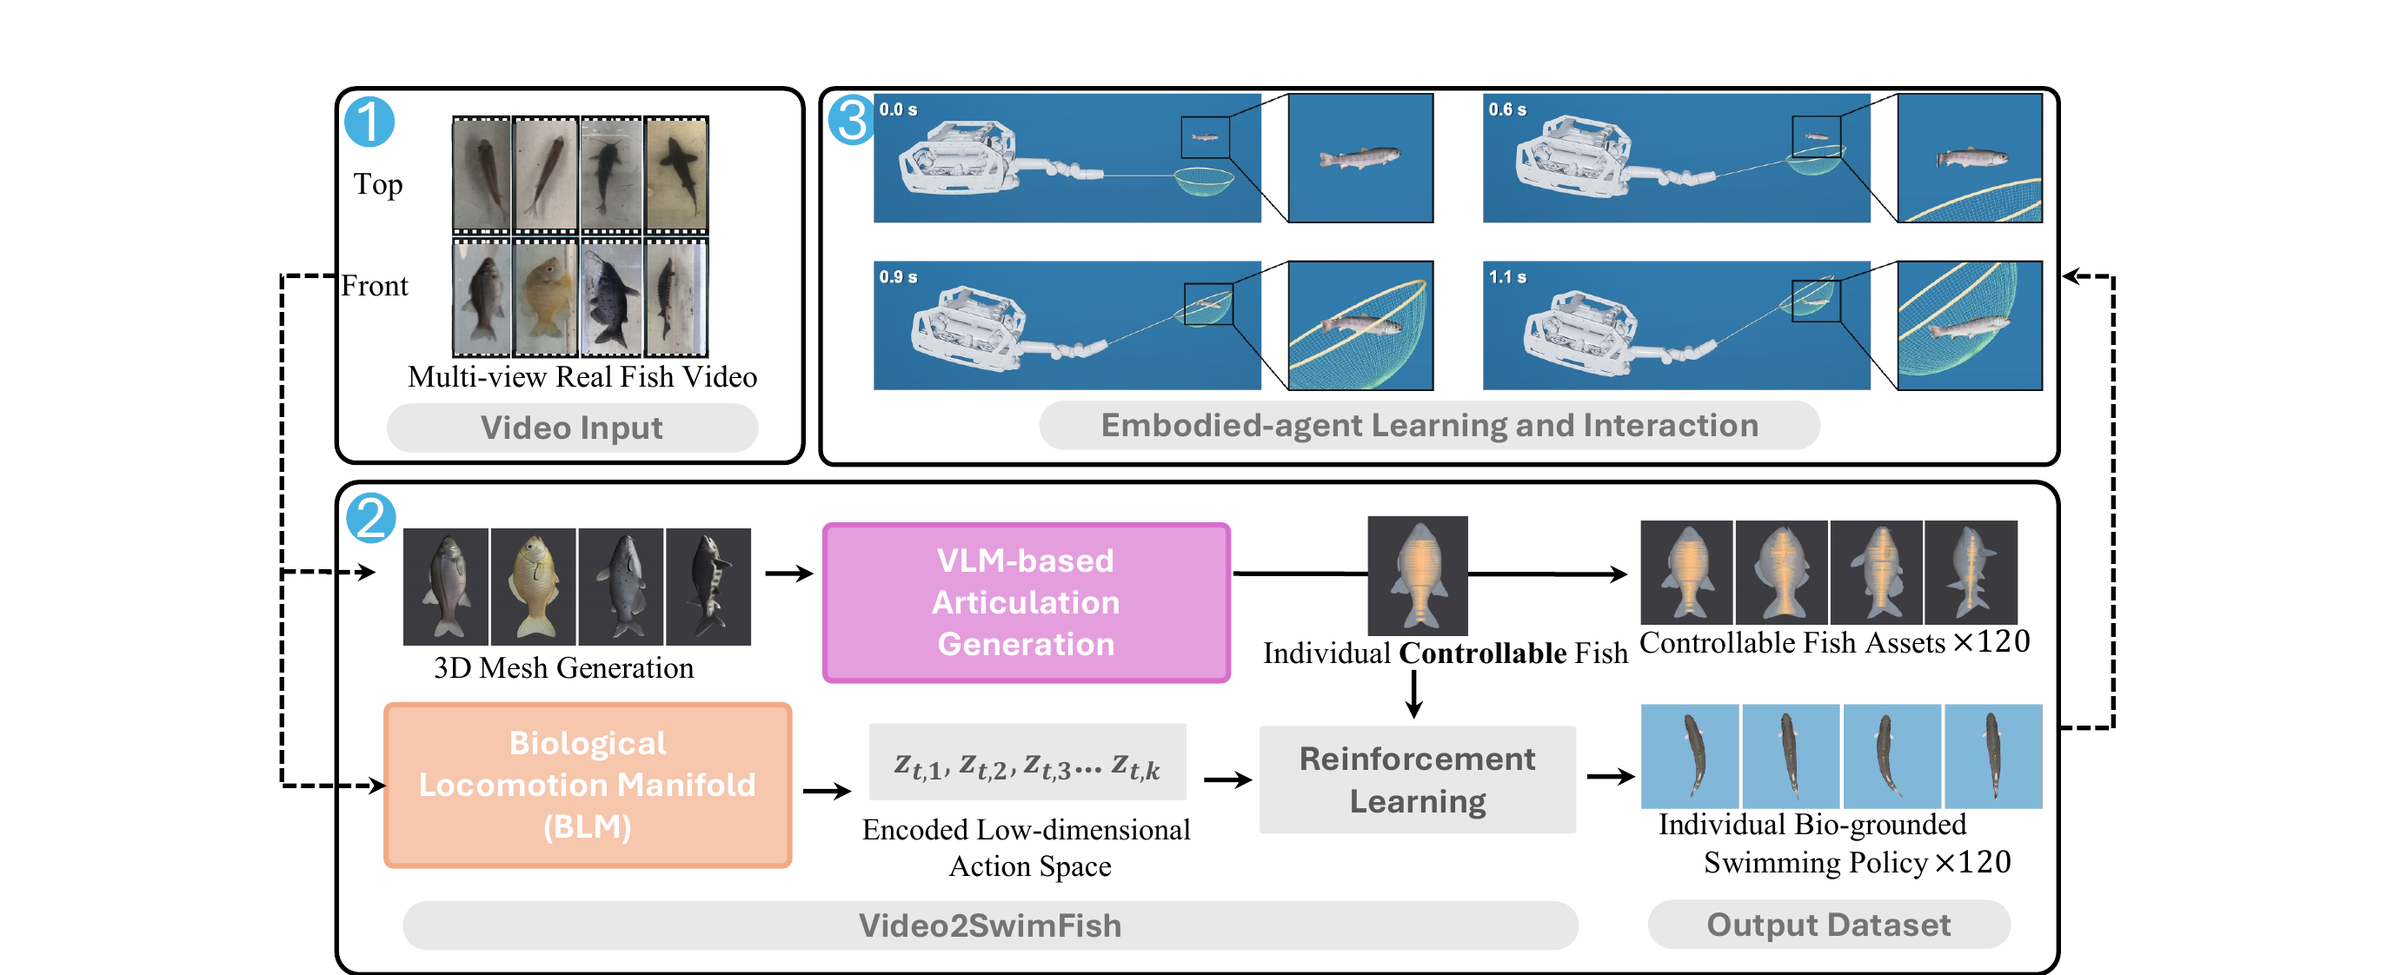 1
Top
Front
Multi-view Real Fish Video
Video Input
3
0.0 s
0.6 s
0.9 s
1.1 s
Embodied-agent Learning and Interaction
2
3D Mesh Generation
VLM-based
Articulation
Generation
Individual Controllable Fish
Controllable Fish Assets ×120
Biological
Locomotion Manifold
(BLM)
z_{t,1}, z_{t,2}, z_{t,3}... z_{t,k}
Encoded Low-dimensional
Action Space
Reinforcement
Learning
Individual Bio-grounded
Swimming Policy ×120
Video2SwimFish
Output Dataset